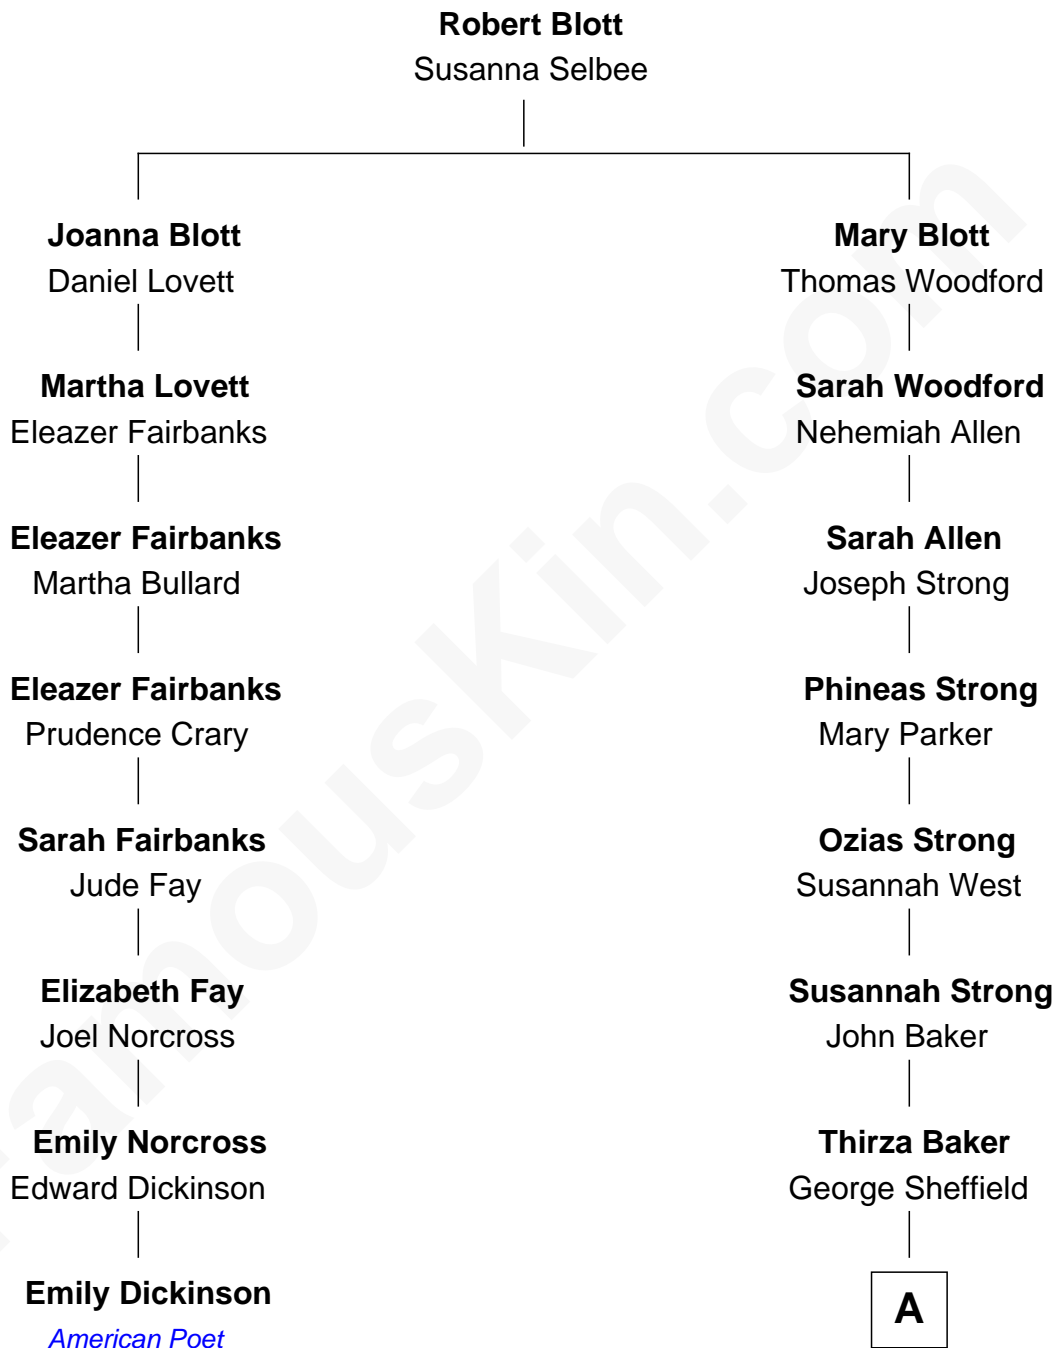 Robert Blott
Susanna Selbee
Joanna Blott
Daniel Lovett
Mary Blott
Thomas Woodford
Martha Lovett
Eleazer Fairbanks
Sarah Woodford
Nehemiah Allen
Eleazer Fairbanks
Martha Bullard
Sarah Allen
Joseph Strong
Eleazer Fairbanks
Prudence Crary
Phineas Strong
Mary Parker
Sarah Fairbanks
Jude Fay
Ozias Strong
Susannah West
Elizabeth Fay
Joel Norcross
Susannah Strong
John Baker
Emily Norcross
Edward Dickinson
Thirza Baker
George Sheffield
Emily Dickinson
American Poet
A
FamousKin.com